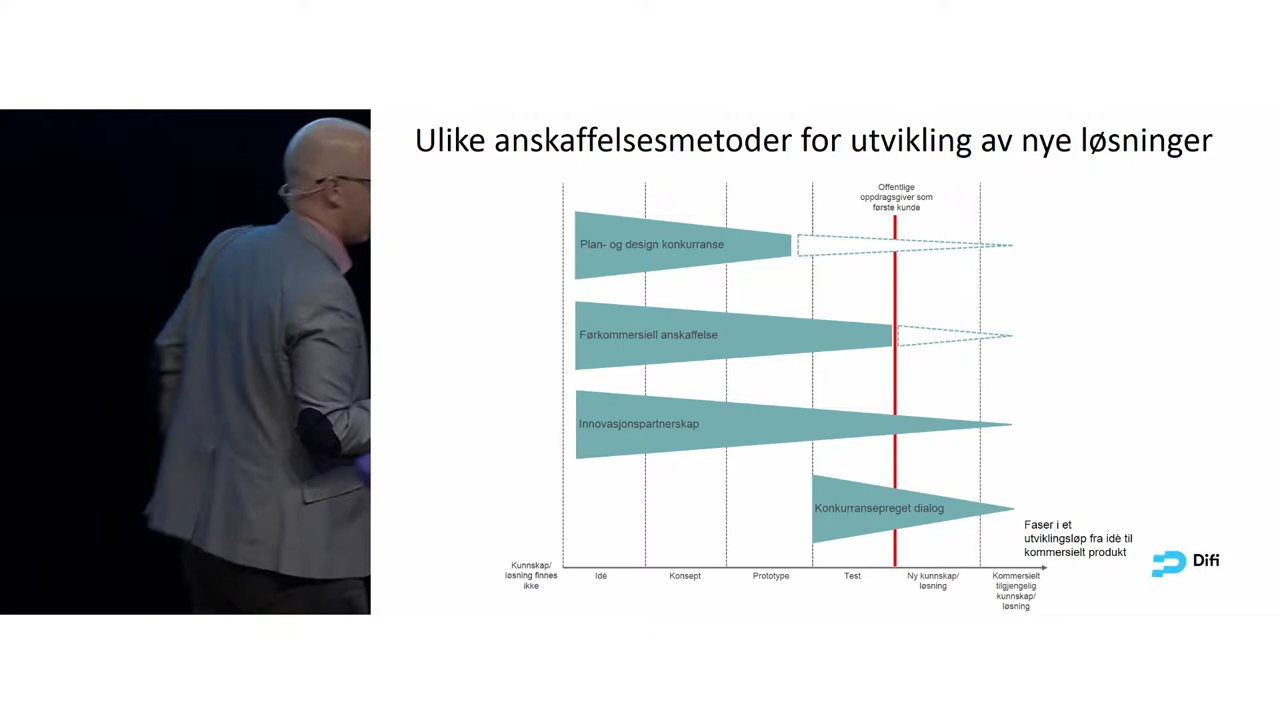 Ulike anskaffelsesmetoder for utvikling av nye løsninger
Offentlige
oppdragsgiver som
første kunde
Plan- og design konkurranse
Førkommersiell anskaffelse
Innovasjonspartnerskap
Konkurransepreget dialog
Faser i et
utviklingsløp fra idè til
kommersielt produkt
Difi
Kunnskap/
løsning finnes
ikke
Idé
Konsept
Prototype
Test
Ny kunnskap/
løsning
Kommersielt
tilgjengelig
kunnskap/
løsning